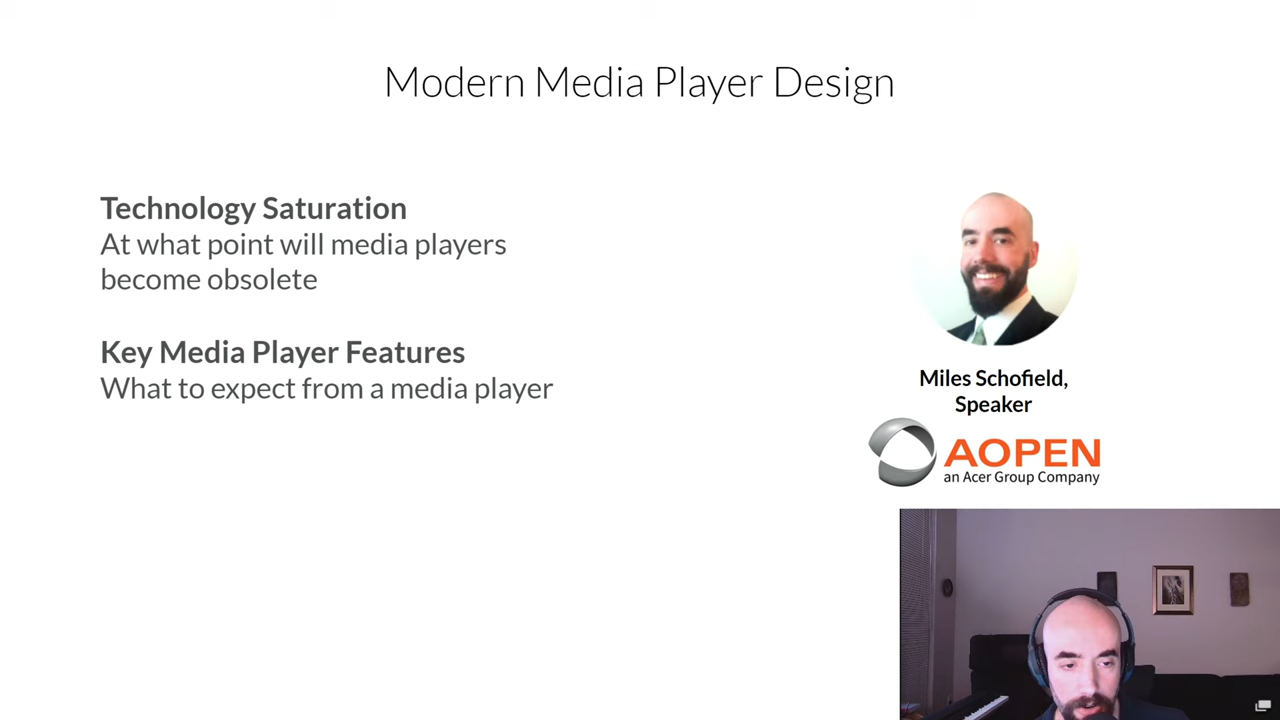 Modern Media Player Design
Technology Saturation
At what point will media players
become obsolete
Key Media Player Features
What to expect from a media player
Miles Schofield,
Speaker
AOPEN
an Acer Group Company